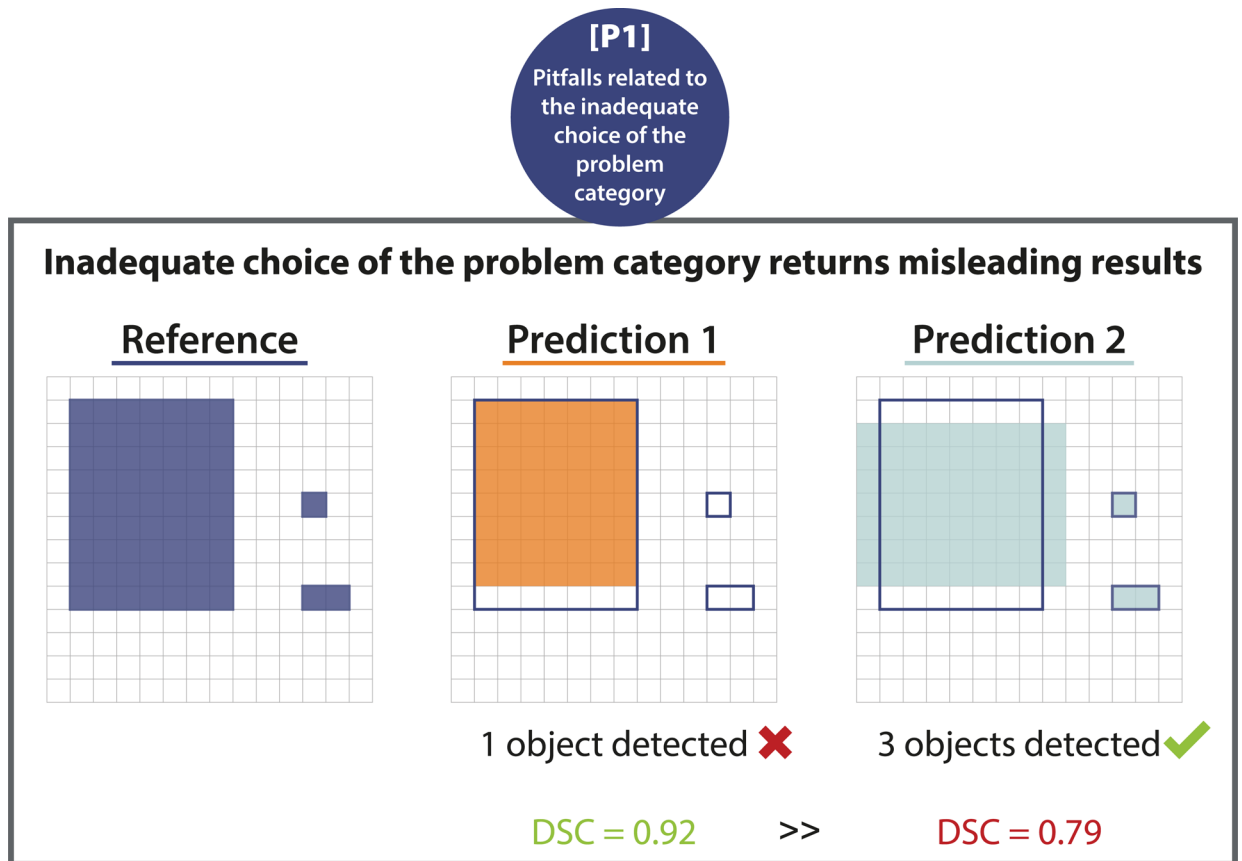 [P1]
Pitfalls related to
the inadequate
choice of the
problem
category
Inadequate choice of the problem category returns misleading results
Reference
Prediction 1
Prediction 2
1 object detected
3 objects detected
DSC = 0.92 >> DSC = 0.79